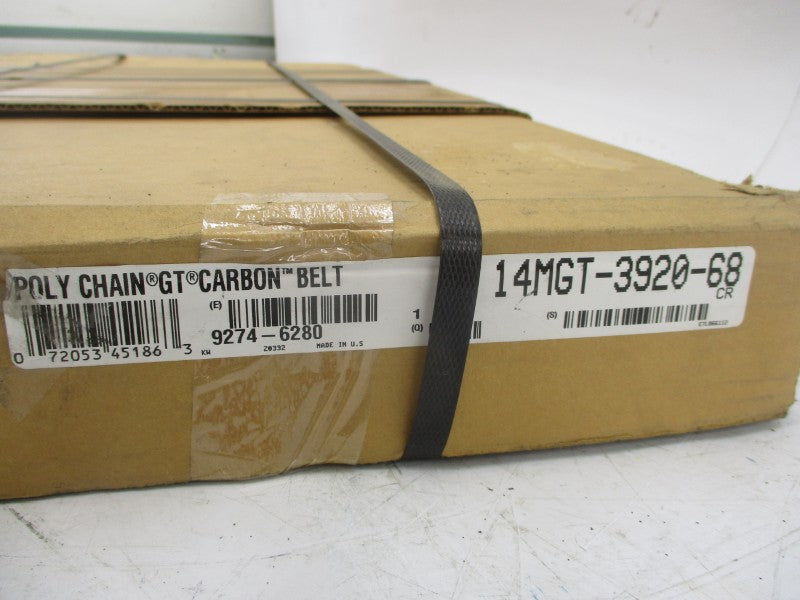 POLY CHAIN®GT®CARBON™ BELT
14MGT-3920-68
CR
(E)
9274-6280
1
(Q)
(S)
0 72053 45186 3
KW
20332
MADE IN U.S